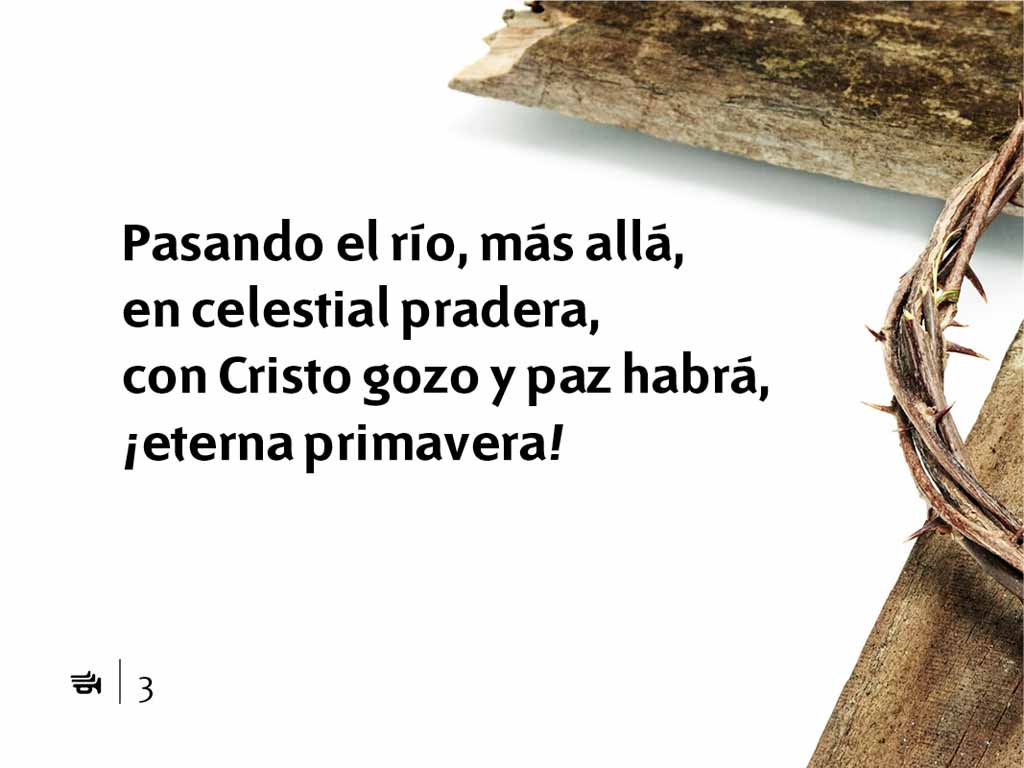 Pasando el río, más allá,
en celestial pradera,
con Cristo gozo y paz habrá,
¡eterna primavera!
3